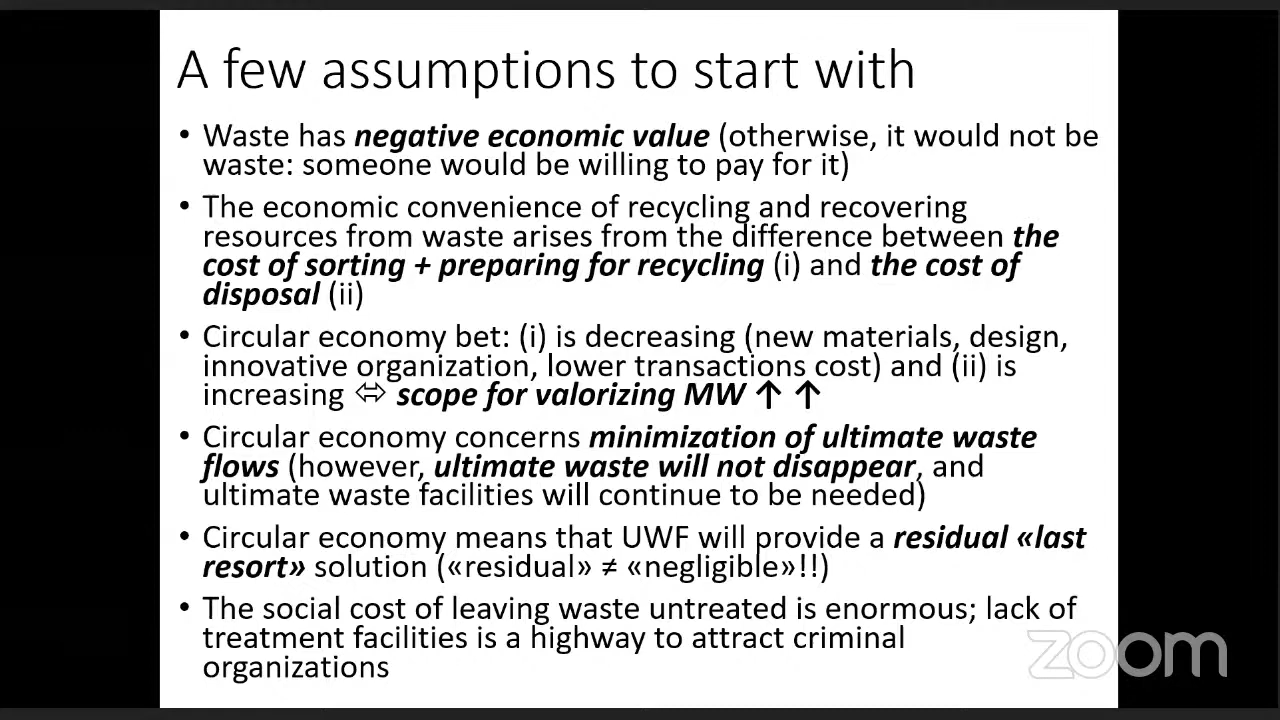 A few assumptions to start with
• Waste has negative economic value (otherwise, it would not be
waste: someone would be willing to pay for it)
• The economic convenience of recycling and recovering
resources from waste arises from the difference between the
cost of sorting + preparing for recycling (i) and the cost of
disposal (ii)
• Circular economy bet: (i) is decreasing (new materials, design,
innovative organization, lower transactions cost) and (ii) is
increasing ⬄ scope for valorizing MW ↑ ↑
• Circular economy concerns minimization of ultimate waste
flows (however, ultimate waste will not disappear, and
ultimate waste facilities will continue to be needed)
• Circular economy means that UWF will provide a residual «last
resort» solution («residual» ≠ «negligible»!!)
• The social cost of leaving waste untreated is enormous; lack of
treatment facilities is a highway to attract criminal
organizations
zoom